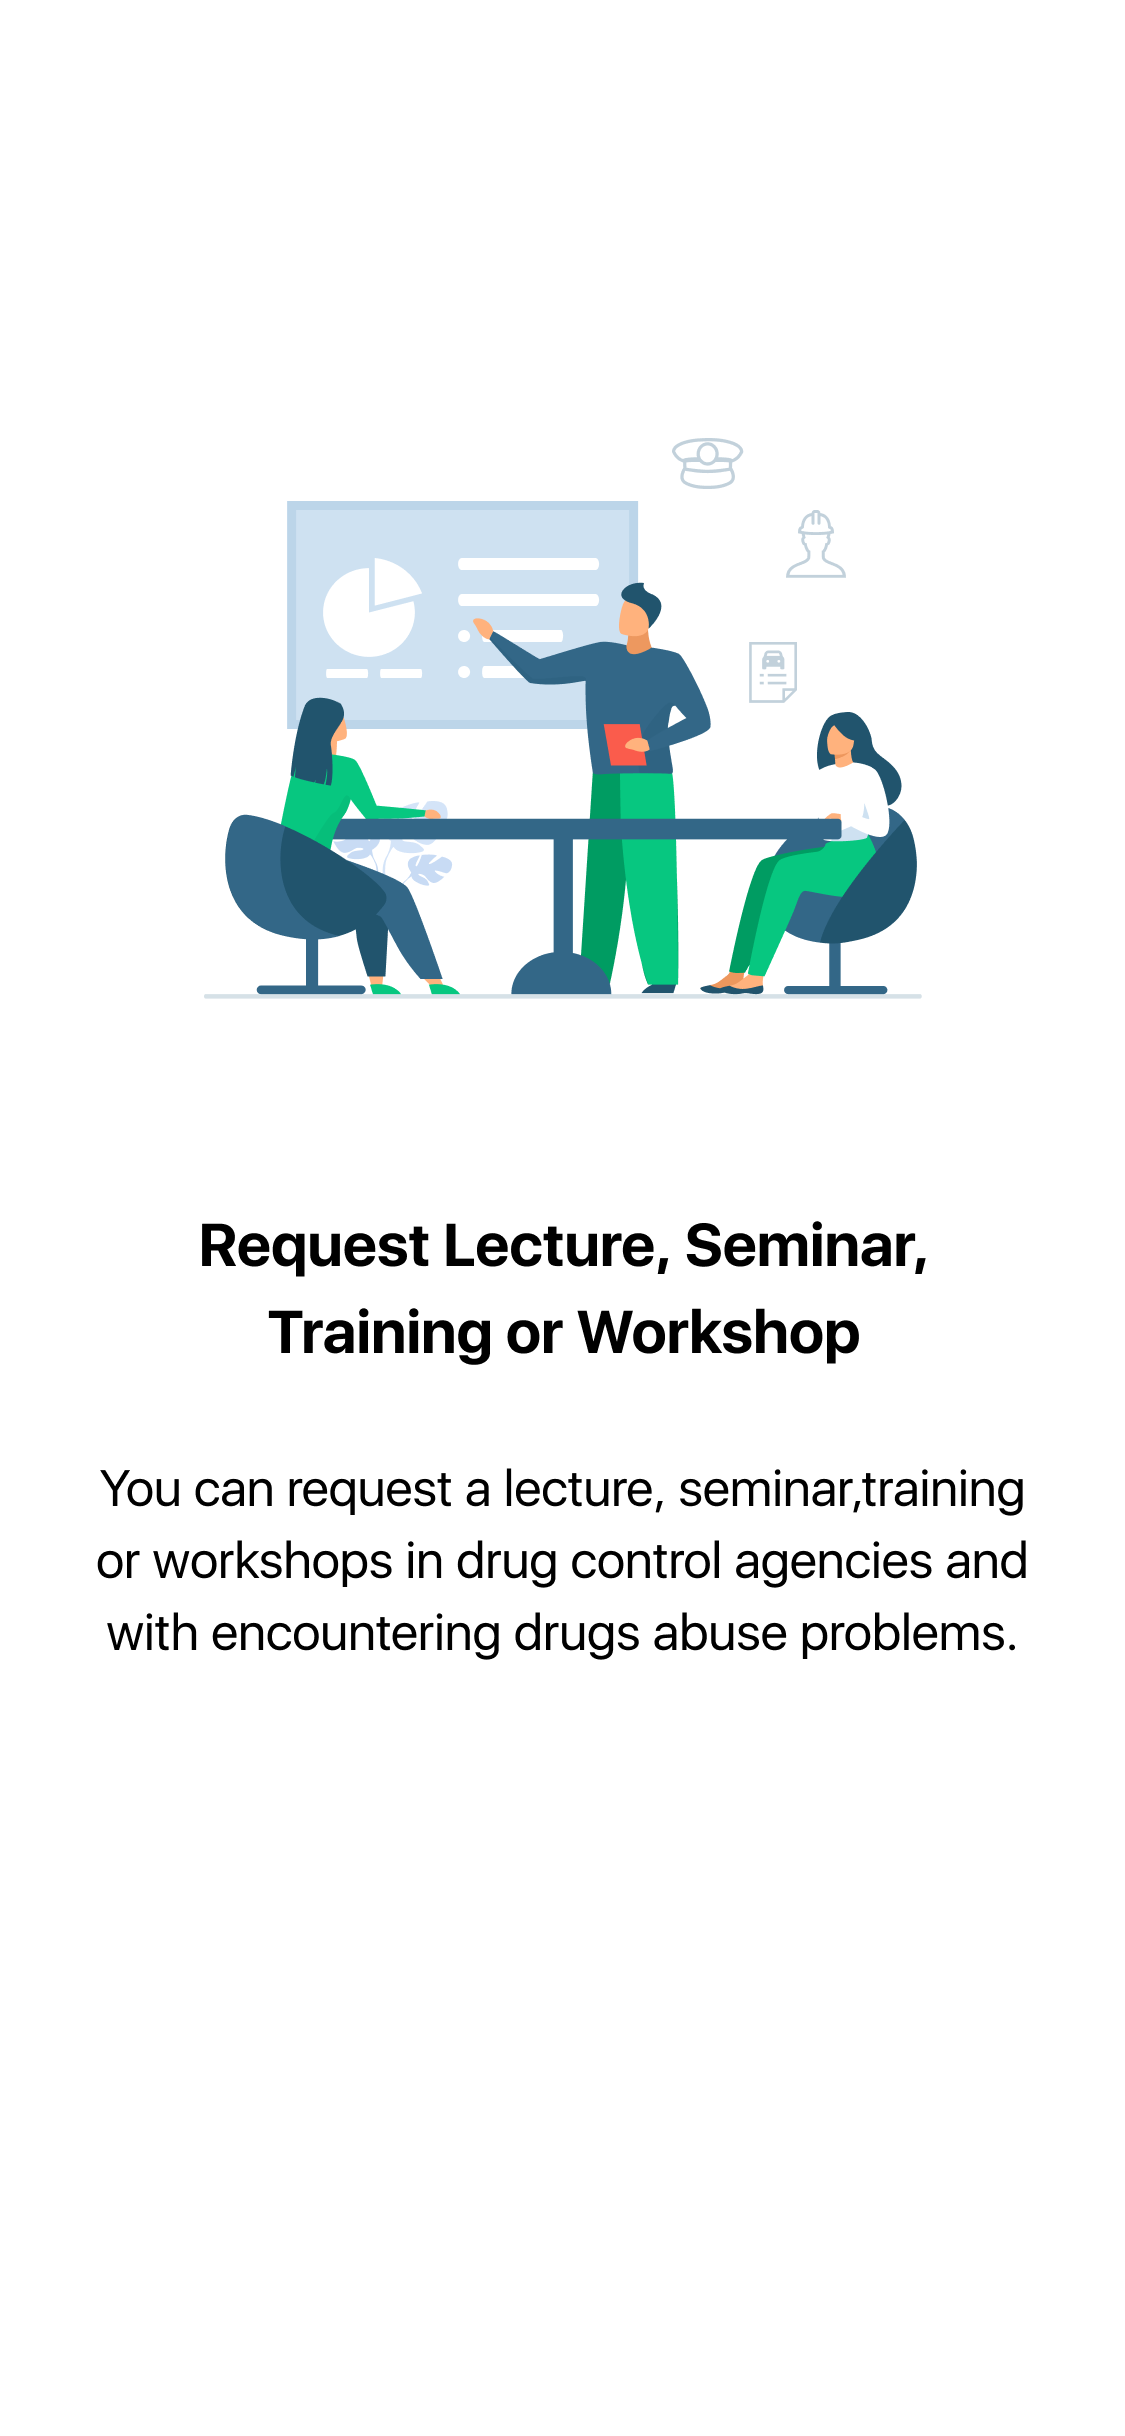 Request Lecture, Seminar,
Training or Workshop
You can request a lecture, seminar,training
or workshops in drug control agencies and
with encountering drugs abuse problems.